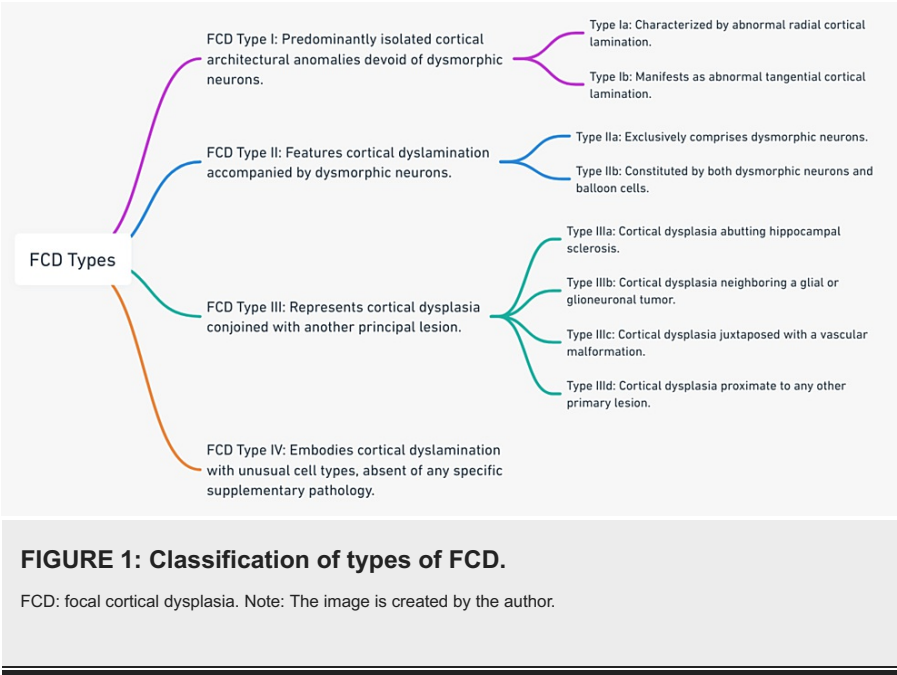 FCD Types
FCD Type I: Predominantly isolated cortical
architectural anomalies devoid of dysmorphic
neurons.
Type Ia: Characterized by abnormal radial cortical
lamination.
Type Ib: Manifests as abnormal tangential cortical
lamination.
FCD Type II: Features cortical dyslamination
accompanied by dysmorphic neurons.
Type IIa: Exclusively comprises dysmorphic neurons.
Type IIb: Constituted by both dysmorphic neurons and
balloon cells.
FCD Type III: Represents cortical dysplasia
conjoined with another principal lesion.
Type IIIa: Cortical dysplasia abutting hippocampal
sclerosis.
Type IIIb: Cortical dysplasia neighboring a glial or
glioneuronal tumor.
Type IIIc: Cortical dysplasia juxtaposed with a vascular
malformation.
Type IIId: Cortical dysplasia proximate to any other
primary lesion.
FCD Type IV: Embodies cortical dyslamination
with unusual cell types, absent of any specific
supplementary pathology.
FIGURE 1: Classification of types of FCD.
FCD: focal cortical dysplasia. Note: The image is created by the author.